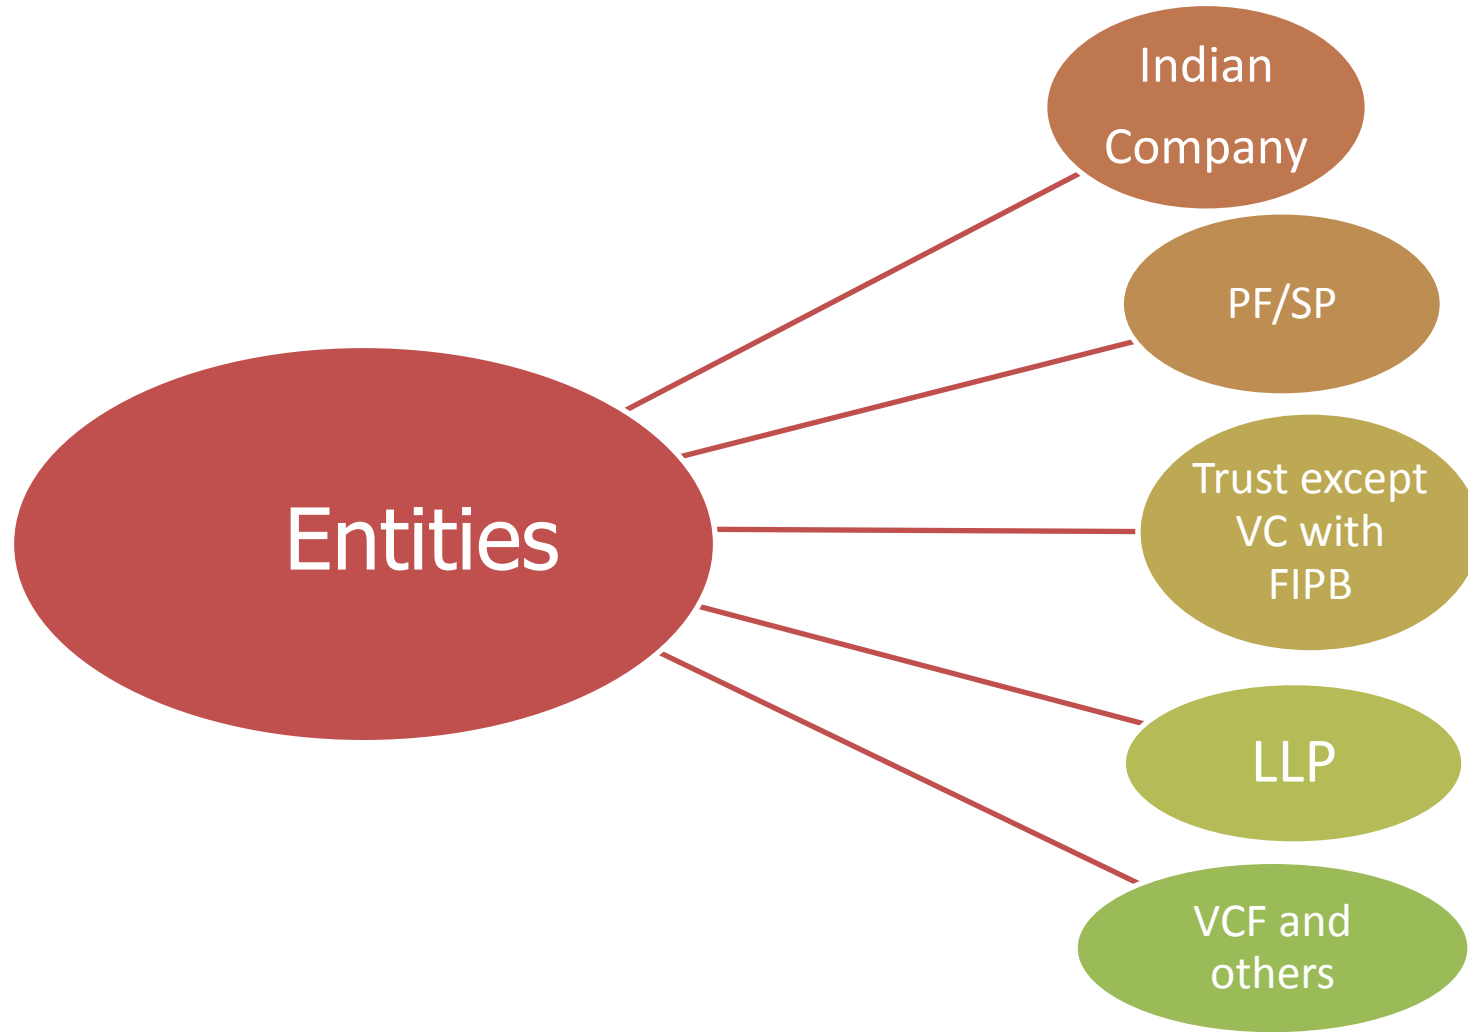 Indian
Company
PF/SP
Trust except
VC with
FIPB
Entities
LLP
VCF and
others